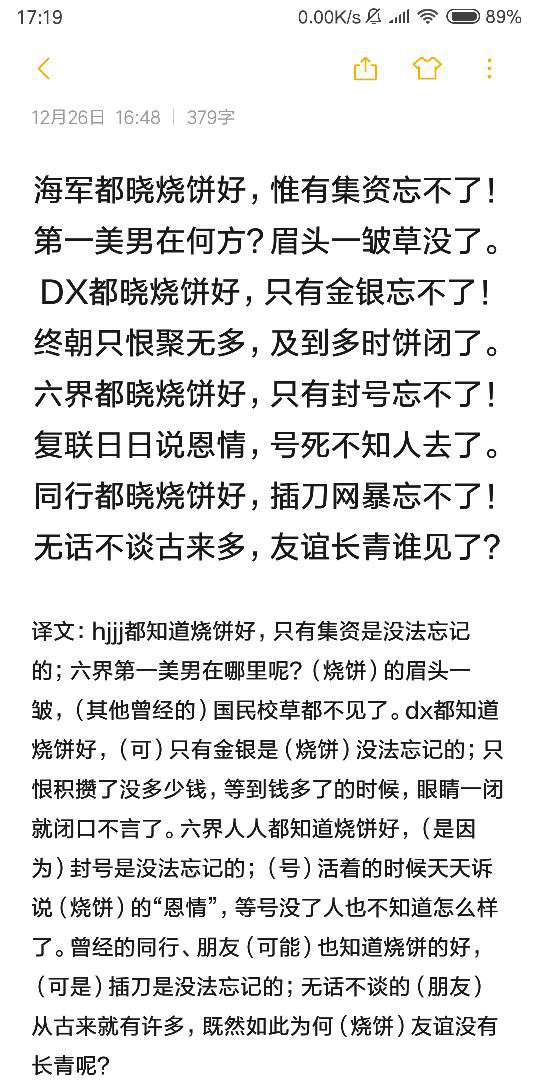 17:19
0.00K/s 89%
12月26日 16:48 | 379字
海军都晓烧饼好，惟有集资忘不了！
第一美男在何方？眉头一皱草没了。
DX都晓烧饼好，只有金银忘不了！
终朝只恨聚无多，及到多时饼闭了。
六界都晓烧饼好，只有封号忘不了！
复联日日说恩情，号死不知人去了。
同行都晓烧饼好，插刀网暴忘不了！
无话不谈古来多，友谊长青谁见了？
译文：hjjj都知道烧饼好，只有集资是没法忘记
的；六界第一美男在哪里呢？（烧饼）的眉头一
皱，（其他曾经的）国民校草都不见了。dx都知道
烧饼好，（可）只有金银是（烧饼）没法忘记的；只
恨积攒了没多少钱，等到钱多了的时候，眼睛一闭
就闭口不言了。六界人人都知道烧饼好，（是因
为）封号是没法忘记的；（号）活着的时候天天诉
说（烧饼）的“恩情”，等号没了人也不知道怎么样
了。曾经的同行、朋友（可能）也知道烧饼的好，
（可是）插刀是没法忘记的；无话不谈的（朋友）
从古来就有许多，既然如此为何（烧饼）友谊没有
长青呢？